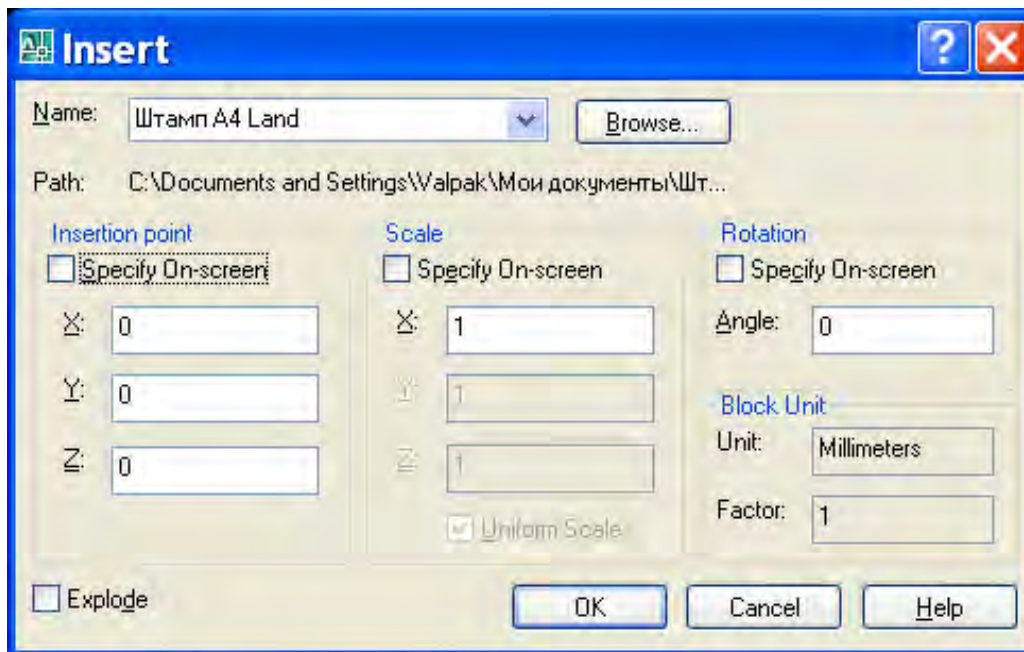 Insert
Name: Штамп A4 Land Browse...
Path: C:\Documents and Settings\Valpak\Мои документы\Шт...
Insertion point Scale Rotation
Specify On-screen Specify On-screen Specify On-screen
X: 0 X: 1 Angle: 0
Y: 0 Y: 1 Block Unit
Z: 0 Z: 1 Unit: Millimeters
Uniform Scale Factor: 1
Explode OK Cancel Help